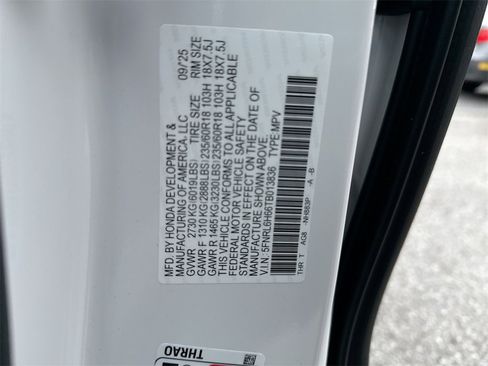 MFD. BY HONDA DEVELOPMENT &
MANUFACTURING OF AMERICA, LLC 09/25
GVWR 2730 KG(6019LBS) TIRE SIZE RIM SIZE
GAWR F 1310 KG(2888LBS)235/60R18 103H 18X7.5J
GAWR R 1465 KG(3230LBS)235/60R18 103H 18X7.5J
THIS VEHICLE CONFORMS TO ALL APPLICABLE
FEDERAL MOTOR VEHICLE SAFETY
STANDARDS IN EFFECT ON THE DATE OF
MANUFACTURE SHOWN ABOVE.
V.I.N: 5FNRL6H66TB013836 TYPE:MPV
THR T AG8 -NH883P -A -B
THRA0